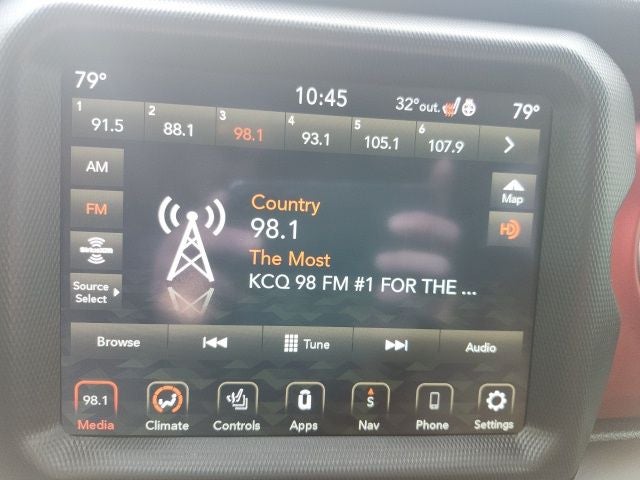 79° 10:45 32° out. 79°
1 91.5 2 88.1 3 98.1 4 93.1 5 105.1 6 107.9
AM
FM
SiriusXM
Source
Select
Map
HD
Country
98.1
The Most
KCQ 98 FM #1 FOR THE ...
Browse Tune Audio
98.1 S
Media Climate Controls Apps Nav Phone Settings